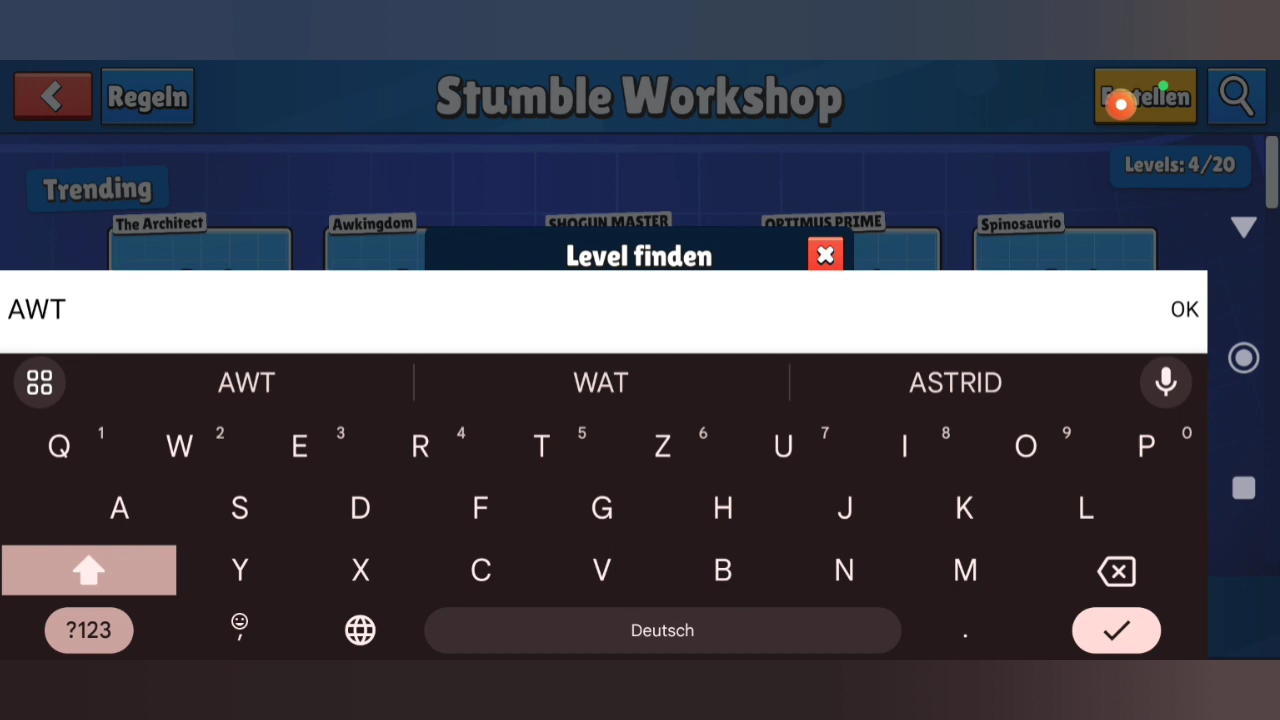 Regeln
Stumble Workshop
Erstellen
Levels: 4/20
Trending
The Architect
Awkingdom
SHOGUN MASTER
OPTIMUS PRIME
Spinosaurio
Level finden
AWT
OK
AWT WAT ASTRID
Q 1 W 2 E 3 R 4 T 5 Z 6 U 7 I 8 O 9 P 0
A S D F G H J K L
Y X C V B N M
?123 , Deutsch .